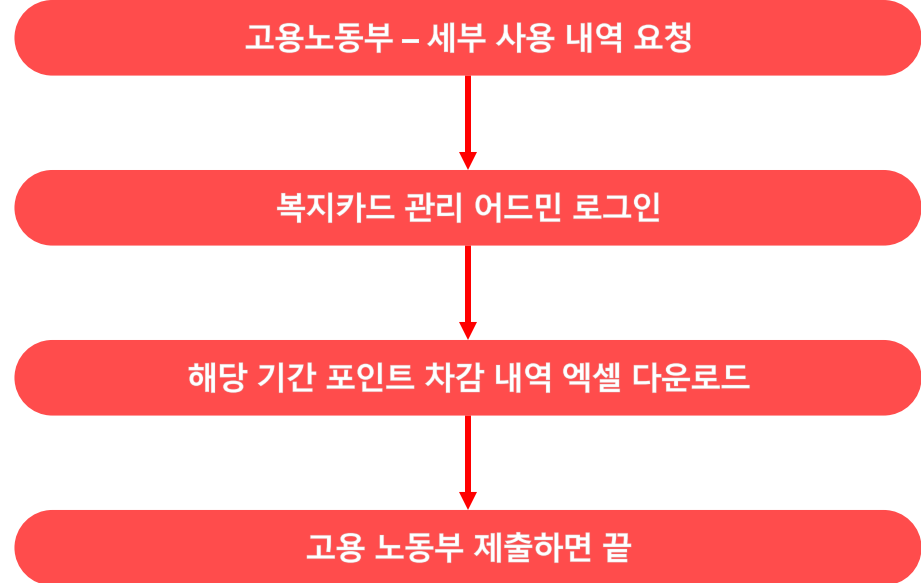 고용노동부 – 세부 사용 내역 요청
복지카드 관리 어드민 로그인
해당 기간 포인트 차감 내역 엑셀 다운로드
고용 노동부 제출하면 끝